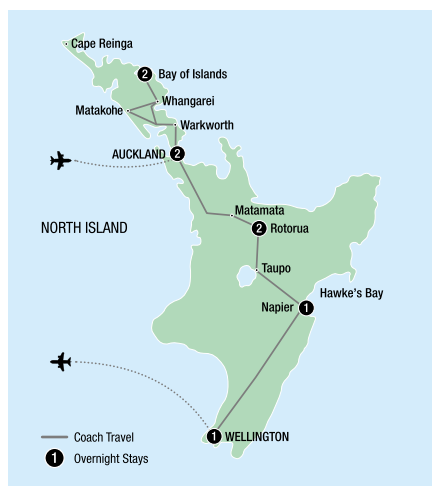 Cape Reinga
2
Bay of Islands
Whangarei
Matakohe
Warkworth
AUCKLAND
2
Matamata
NORTH ISLAND
2
Rotorua
Taupo
Hawke's Bay
Napier
1
1
WELLINGTON
Coach Travel
1
Overnight Stays